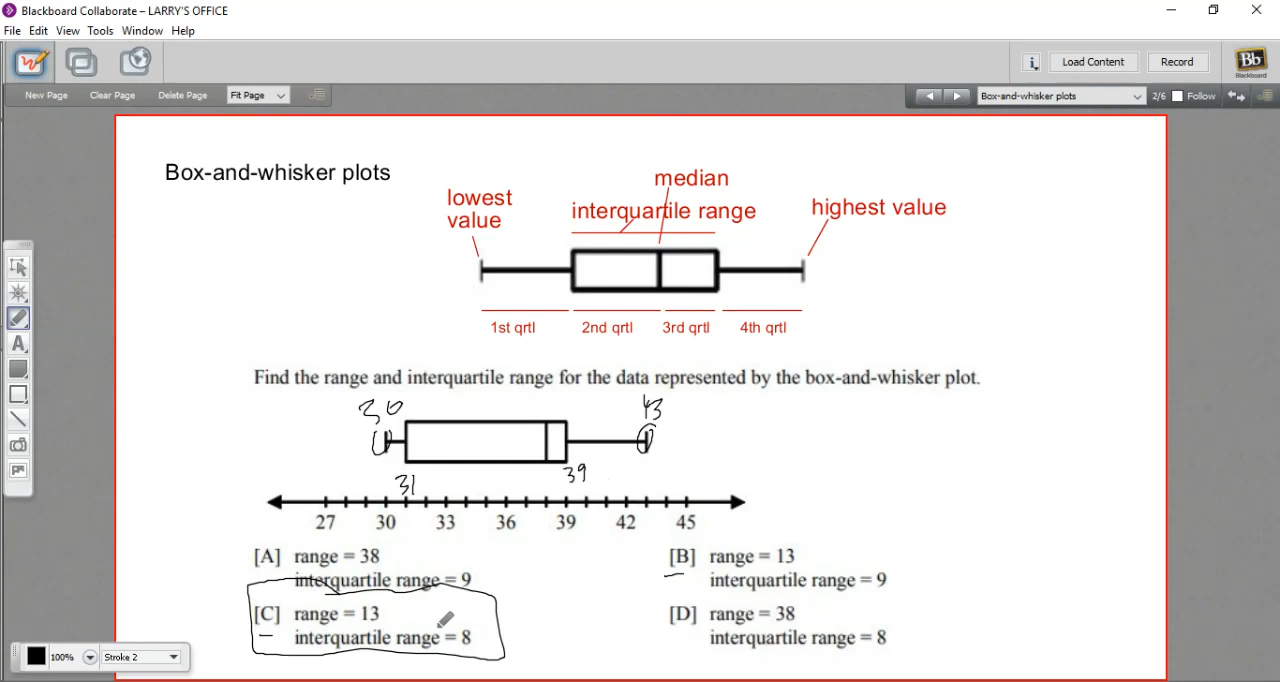 Blackboard Collaborate – LARRY'S OFFICE
File Edit View Tools Window Help
i Load Content Record Bb
Blackboard
New Page Clear Page Delete Page Fit Page Box-and-whisker plots 2/6 Follow
Box-and-whisker plots
median
lowest
value
interquartile range
highest value
1st qrtl 2nd qrtl 3rd qrtl 4th qrtl
Find the range and interquartile range for the data represented by the box-and-whisker plot.
30 43
31 39
27 30 33 36 39 42 45
[A] range = 38 [B] range = 13
interquartile range = 9 interquartile range = 9
[C] range = 13 [D] range = 38
interquartile range = 8 interquartile range = 8
A
100% Stroke 2